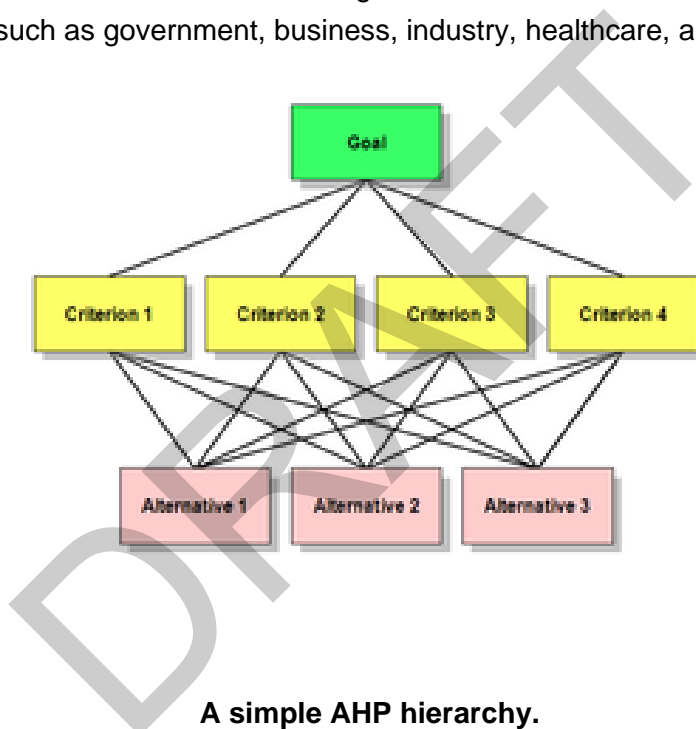 such as government, business, industry, healthcare, a
Goal
Criterion 1 Criterion 2 Criterion 3 Criterion 4
Alternative 1 Alternative 2 Alternative 3
DRAFT
A simple AHP hierarchy.